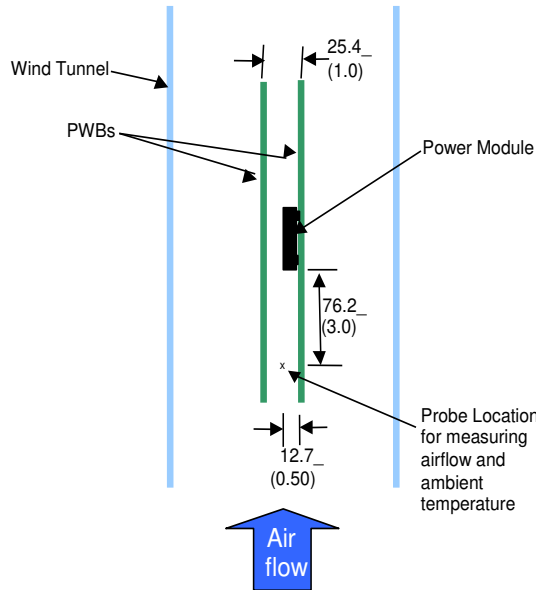 25.4_
(1.0)
Wind Tunnel
PWBs
Power Module
76.2_
(3.0)
x
Probe Location
for measuring
airflow and
ambient
temperature
12.7_
(0.50)
Air
flow